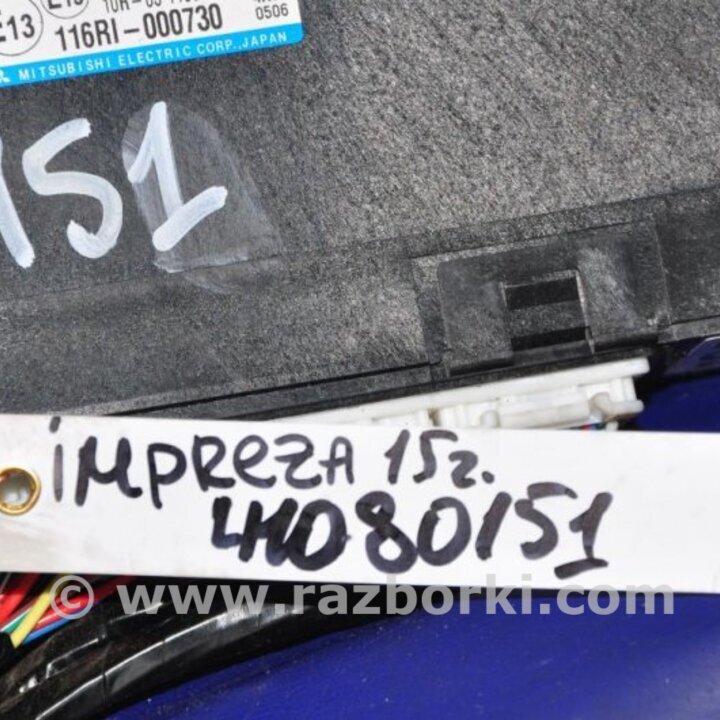 E13
0506
116RI-000730
MITSUBISHI ELECTRIC CORP., JAPAN
151
impreza 15г.
4H080151
© www.razborki.com